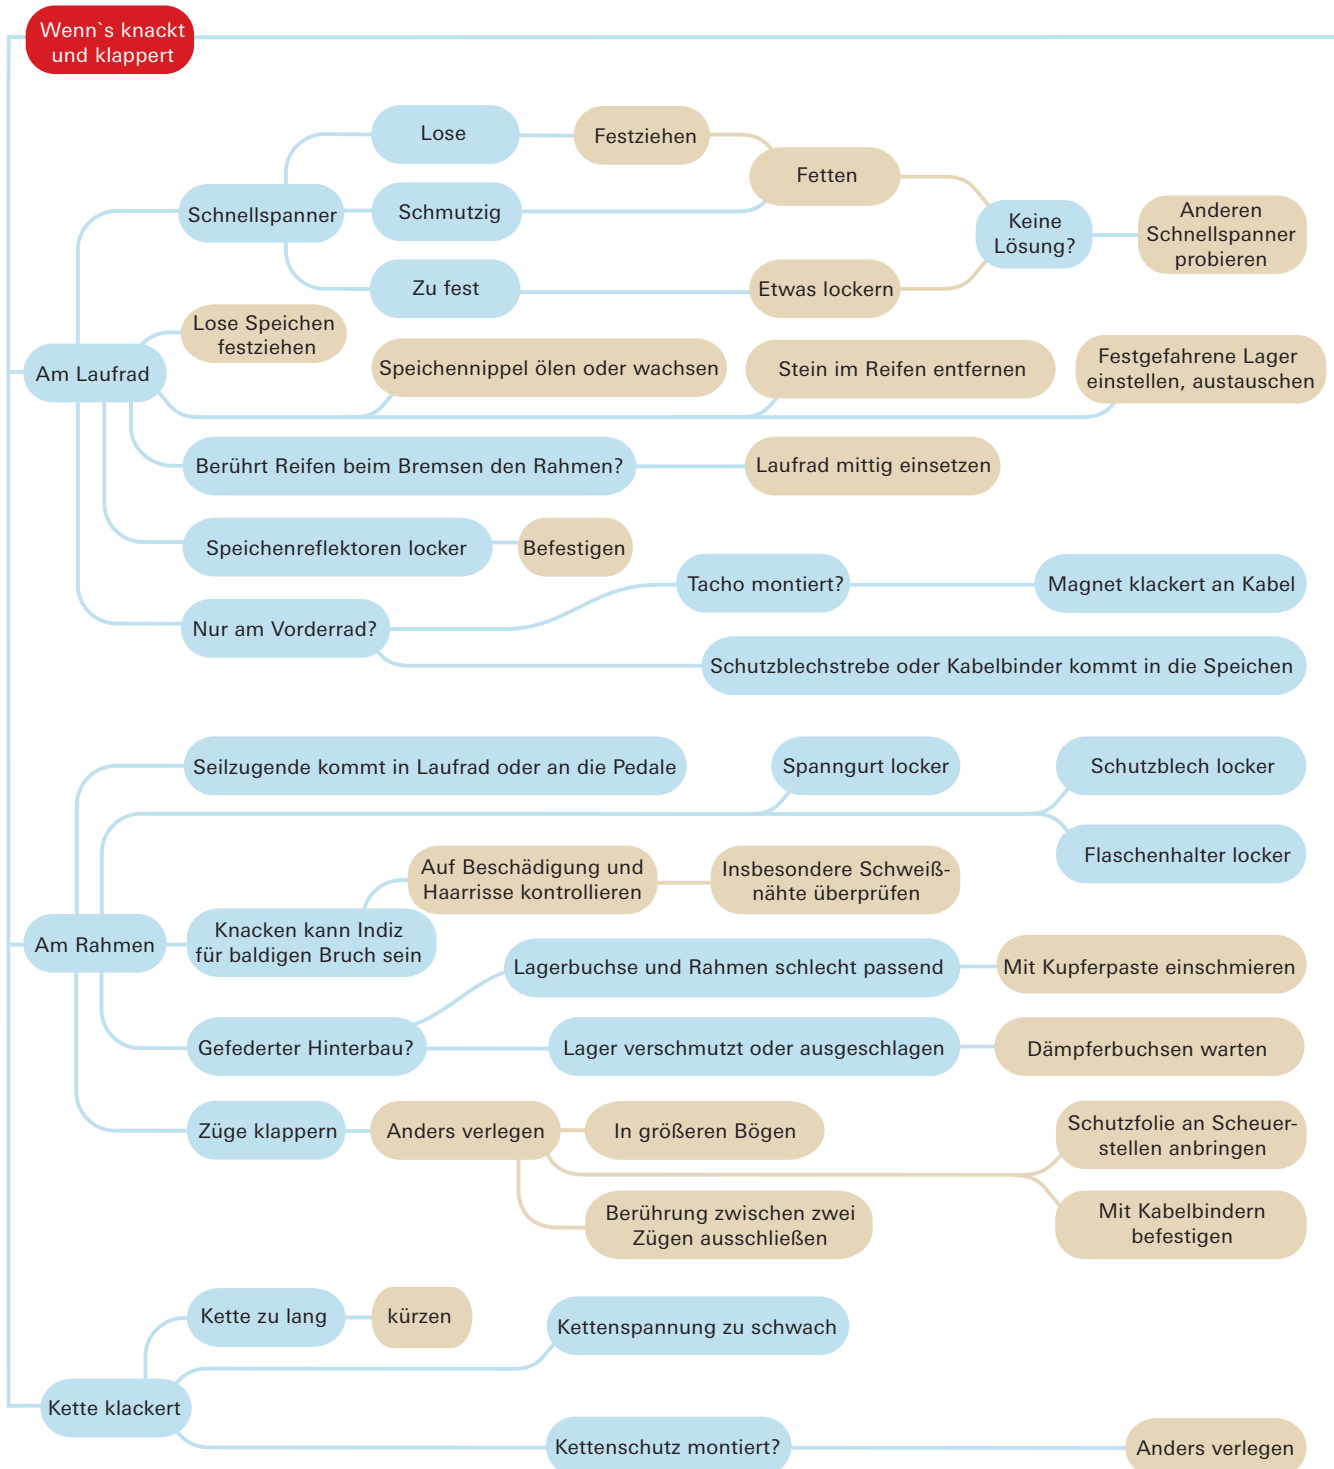 Wenn`s knackt
und klappert
Lose
Festziehen
Fetten
Schnellspanner
Schmutzig
Keine
Lösung?
Anderen
Schnellspanner
probieren
Zu fest
Etwas lockern
Lose Speichen
festziehen
Am Laufrad
Speichennippel ölen oder wachsen
Stein im Reifen entfernen
Festgefahrene Lager
einstellen, austauschen
Berührt Reifen beim Bremsen den Rahmen?
Laufrad mittig einsetzen
Speichenreflektoren locker
Befestigen
Tacho montiert?
Magnet klackert an Kabel
Nur am Vorderrad?
Schutzblechstrebe oder Kabelbinder kommt in die Speichen
Seilzugende kommt in Laufrad oder an die Pedale
Spanngurt locker
Schutzblech locker
Flaschenhalter locker
Auf Beschädigung und
Haarrisse kontrollieren
Insbesondere Schweiß-
nähte überprüfen
Am Rahmen
Knacken kann Indiz
für baldigen Bruch sein
Lagerbuchse und Rahmen schlecht passend
Mit Kupferpaste einschmieren
Gefederter Hinterbau?
Lager verschmutzt oder ausgeschlagen
Dämpferbuchsen warten
Züge klappern
Anders verlegen
In größeren Bögen
Schutzfolie an Scheuer-
stellen anbringen
Berührung zwischen zwei
Zügen ausschließen
Mit Kabelbindern
befestigen
Kette zu lang
kürzen
Kettenspannung zu schwach
Kette klackert
Kettenschutz montiert?
Anders verlegen